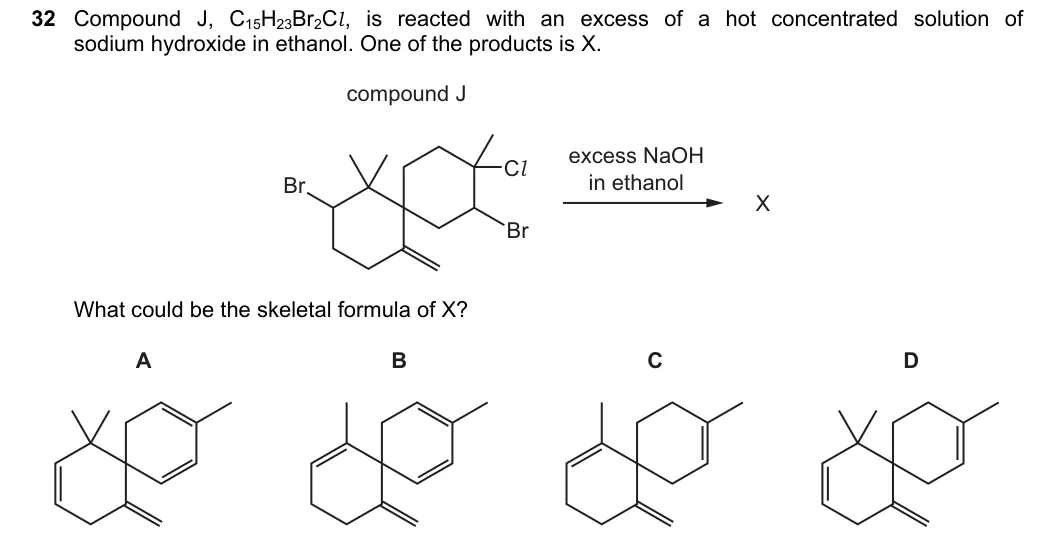 32 Compound J, C₁₅H₂₃Br₂Cl, is reacted with an excess of a hot concentrated solution of
sodium hydroxide in ethanol. One of the products is X.
compound J
Br
Cl
Br
excess NaOH
in ethanol
X
What could be the skeletal formula of X?
A B C D